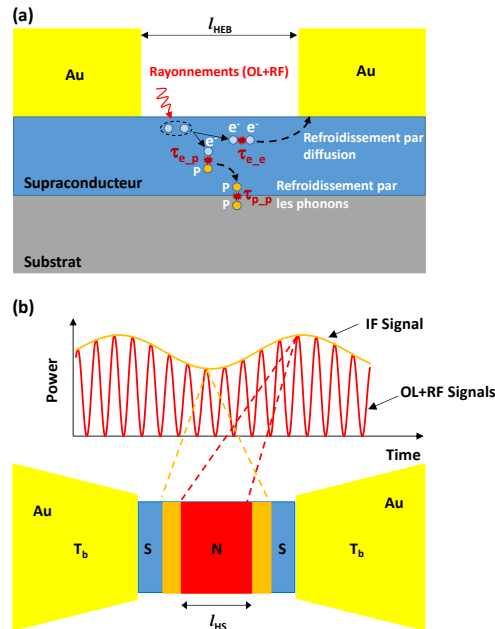 (a)
l_HEB
Au
Au
Rayonnements (OL+RF)
e⁻
e⁻ e⁻
τ_e_p
τ_e_e
Refroidissement par
diffusion
P
Supraconducteur
P
τ_p_p
P
Refroidissement par
les phonons
Substrat
(b)
Power
IF Signal
OL+RF Signals
Time
Au
T_b
S
N
S
Au
T_b
l_HS